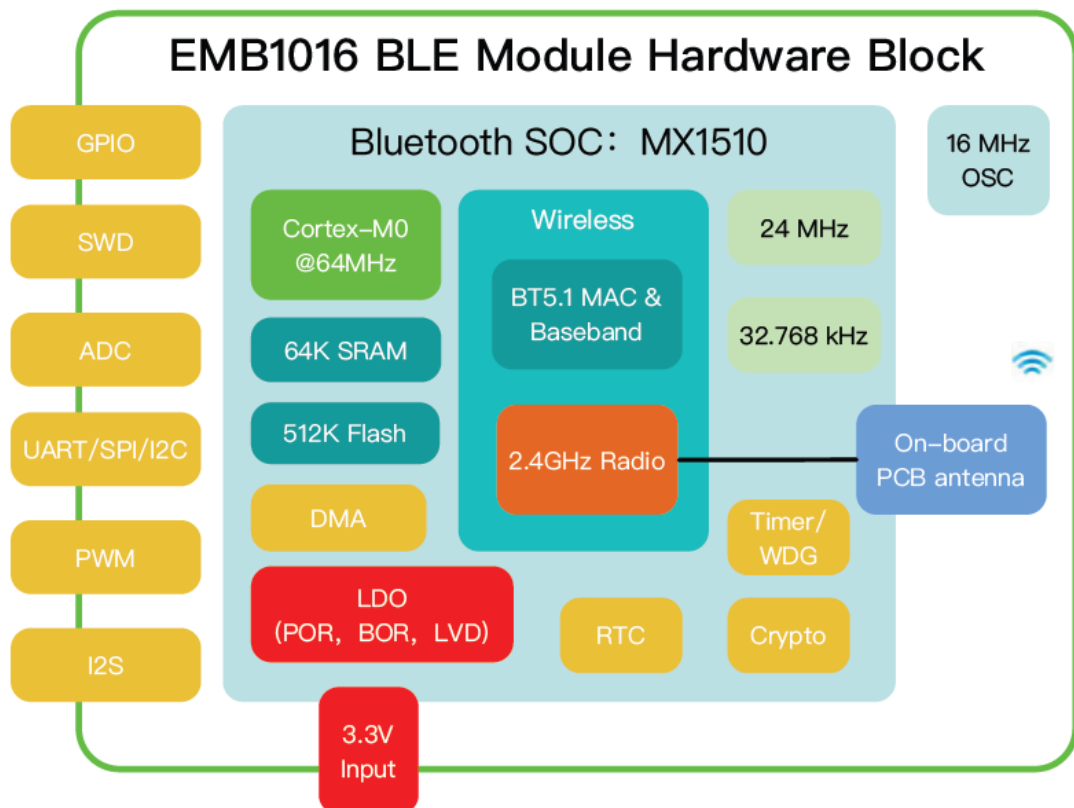 EMB1016 BLE Module Hardware Block
GPIO
SWD
ADC
UART/SPI/I2C
PWM
I2S
Bluetooth SOC：MX1510
Cortex-M0
@64MHz
64K SRAM
512K Flash
DMA
LDO
(POR，BOR，LVD)
Wireless
BT5.1 MAC &
Baseband
2.4GHz Radio
24 MHz
32.768 kHz
Timer/
WDG
RTC
Crypto
16 MHz
OSC
On-board
PCB antenna
3.3V
Input